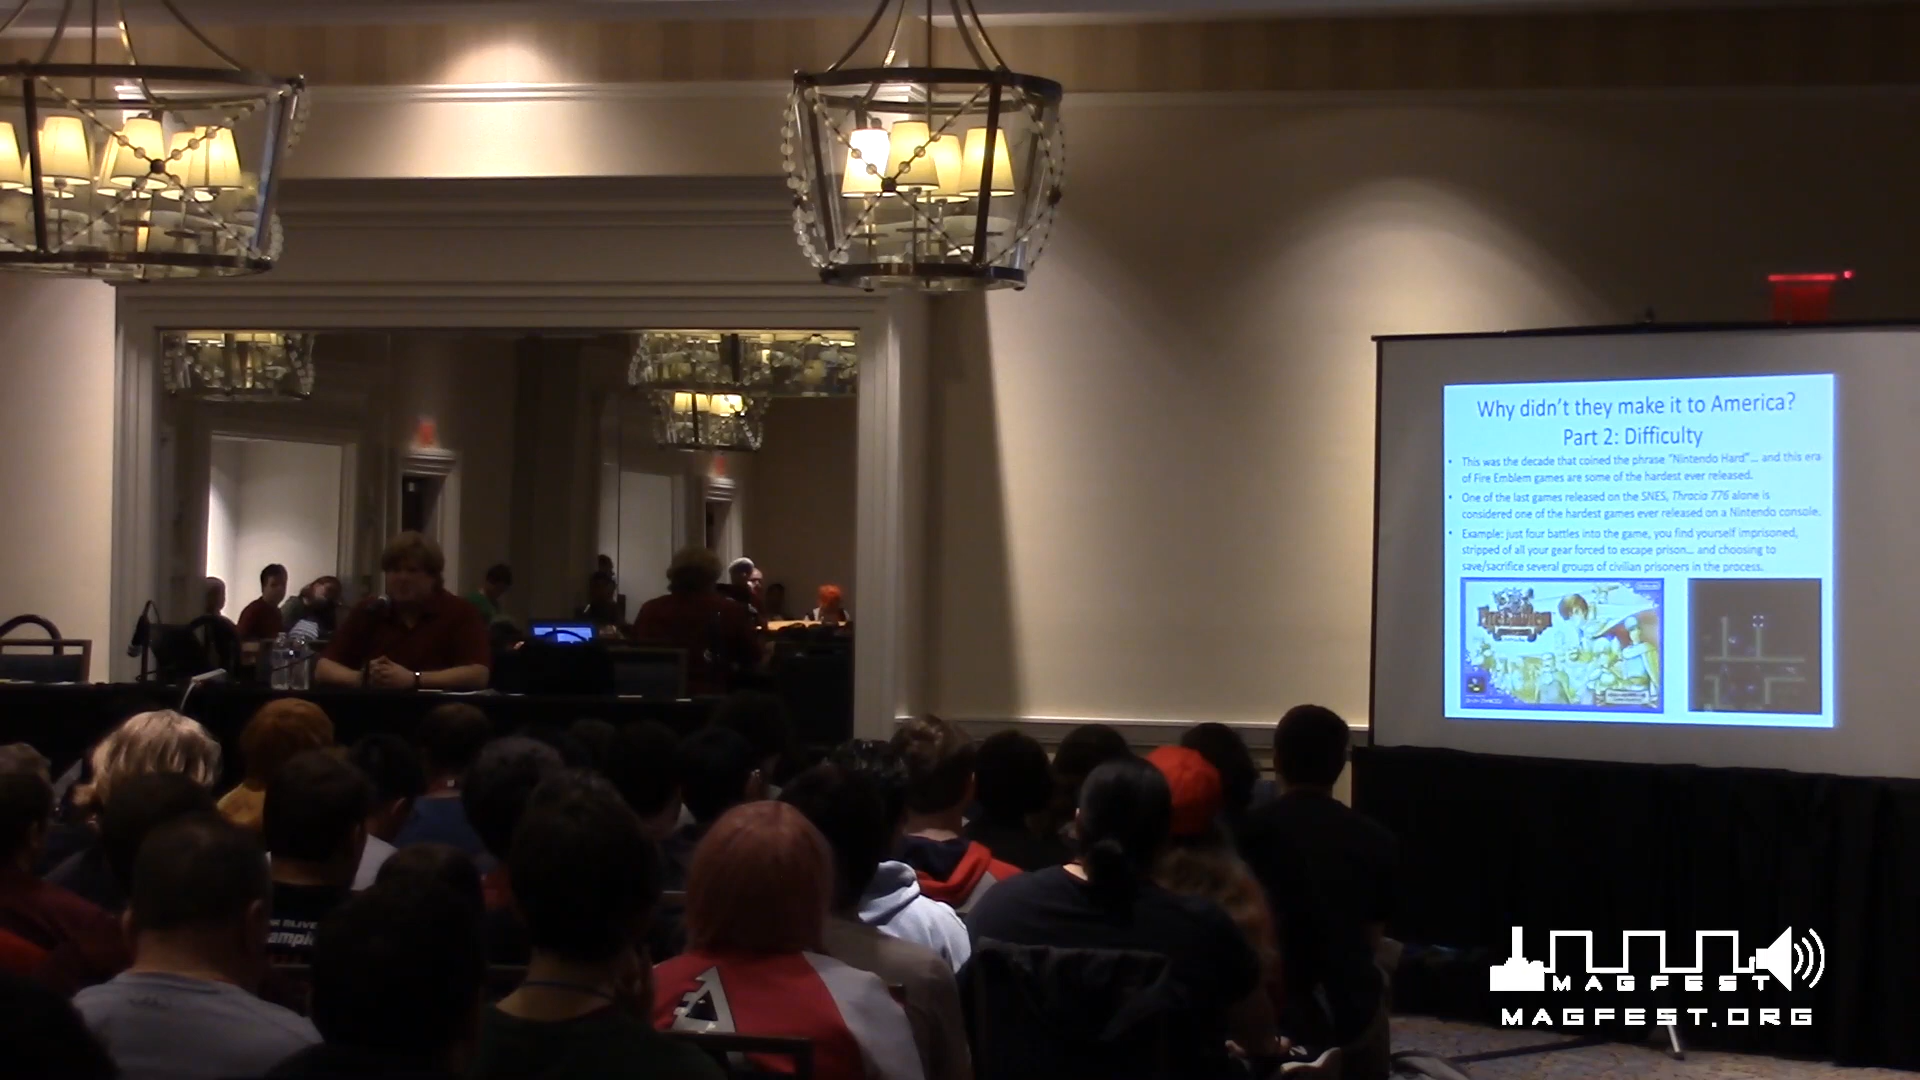 Why didn't they make it to America?
Part 2: Difficulty
• This was the decade that coined the phrase "Nintendo Hard"... and this era
of Fire Emblem games are some of the hardest ever released.
• One of the last games released on the SNES, Thracia 776 alone is
considered one of the hardest games ever released on a Nintendo console.
• Example: just four battles into the game, you find yourself imprisoned,
stripped of all your gear forced to escape prison... and choosing to
save/sacrifice several groups of civilian prisoners in the process.
Fire Emblem
MAGFEST
MAGFEST.ORG